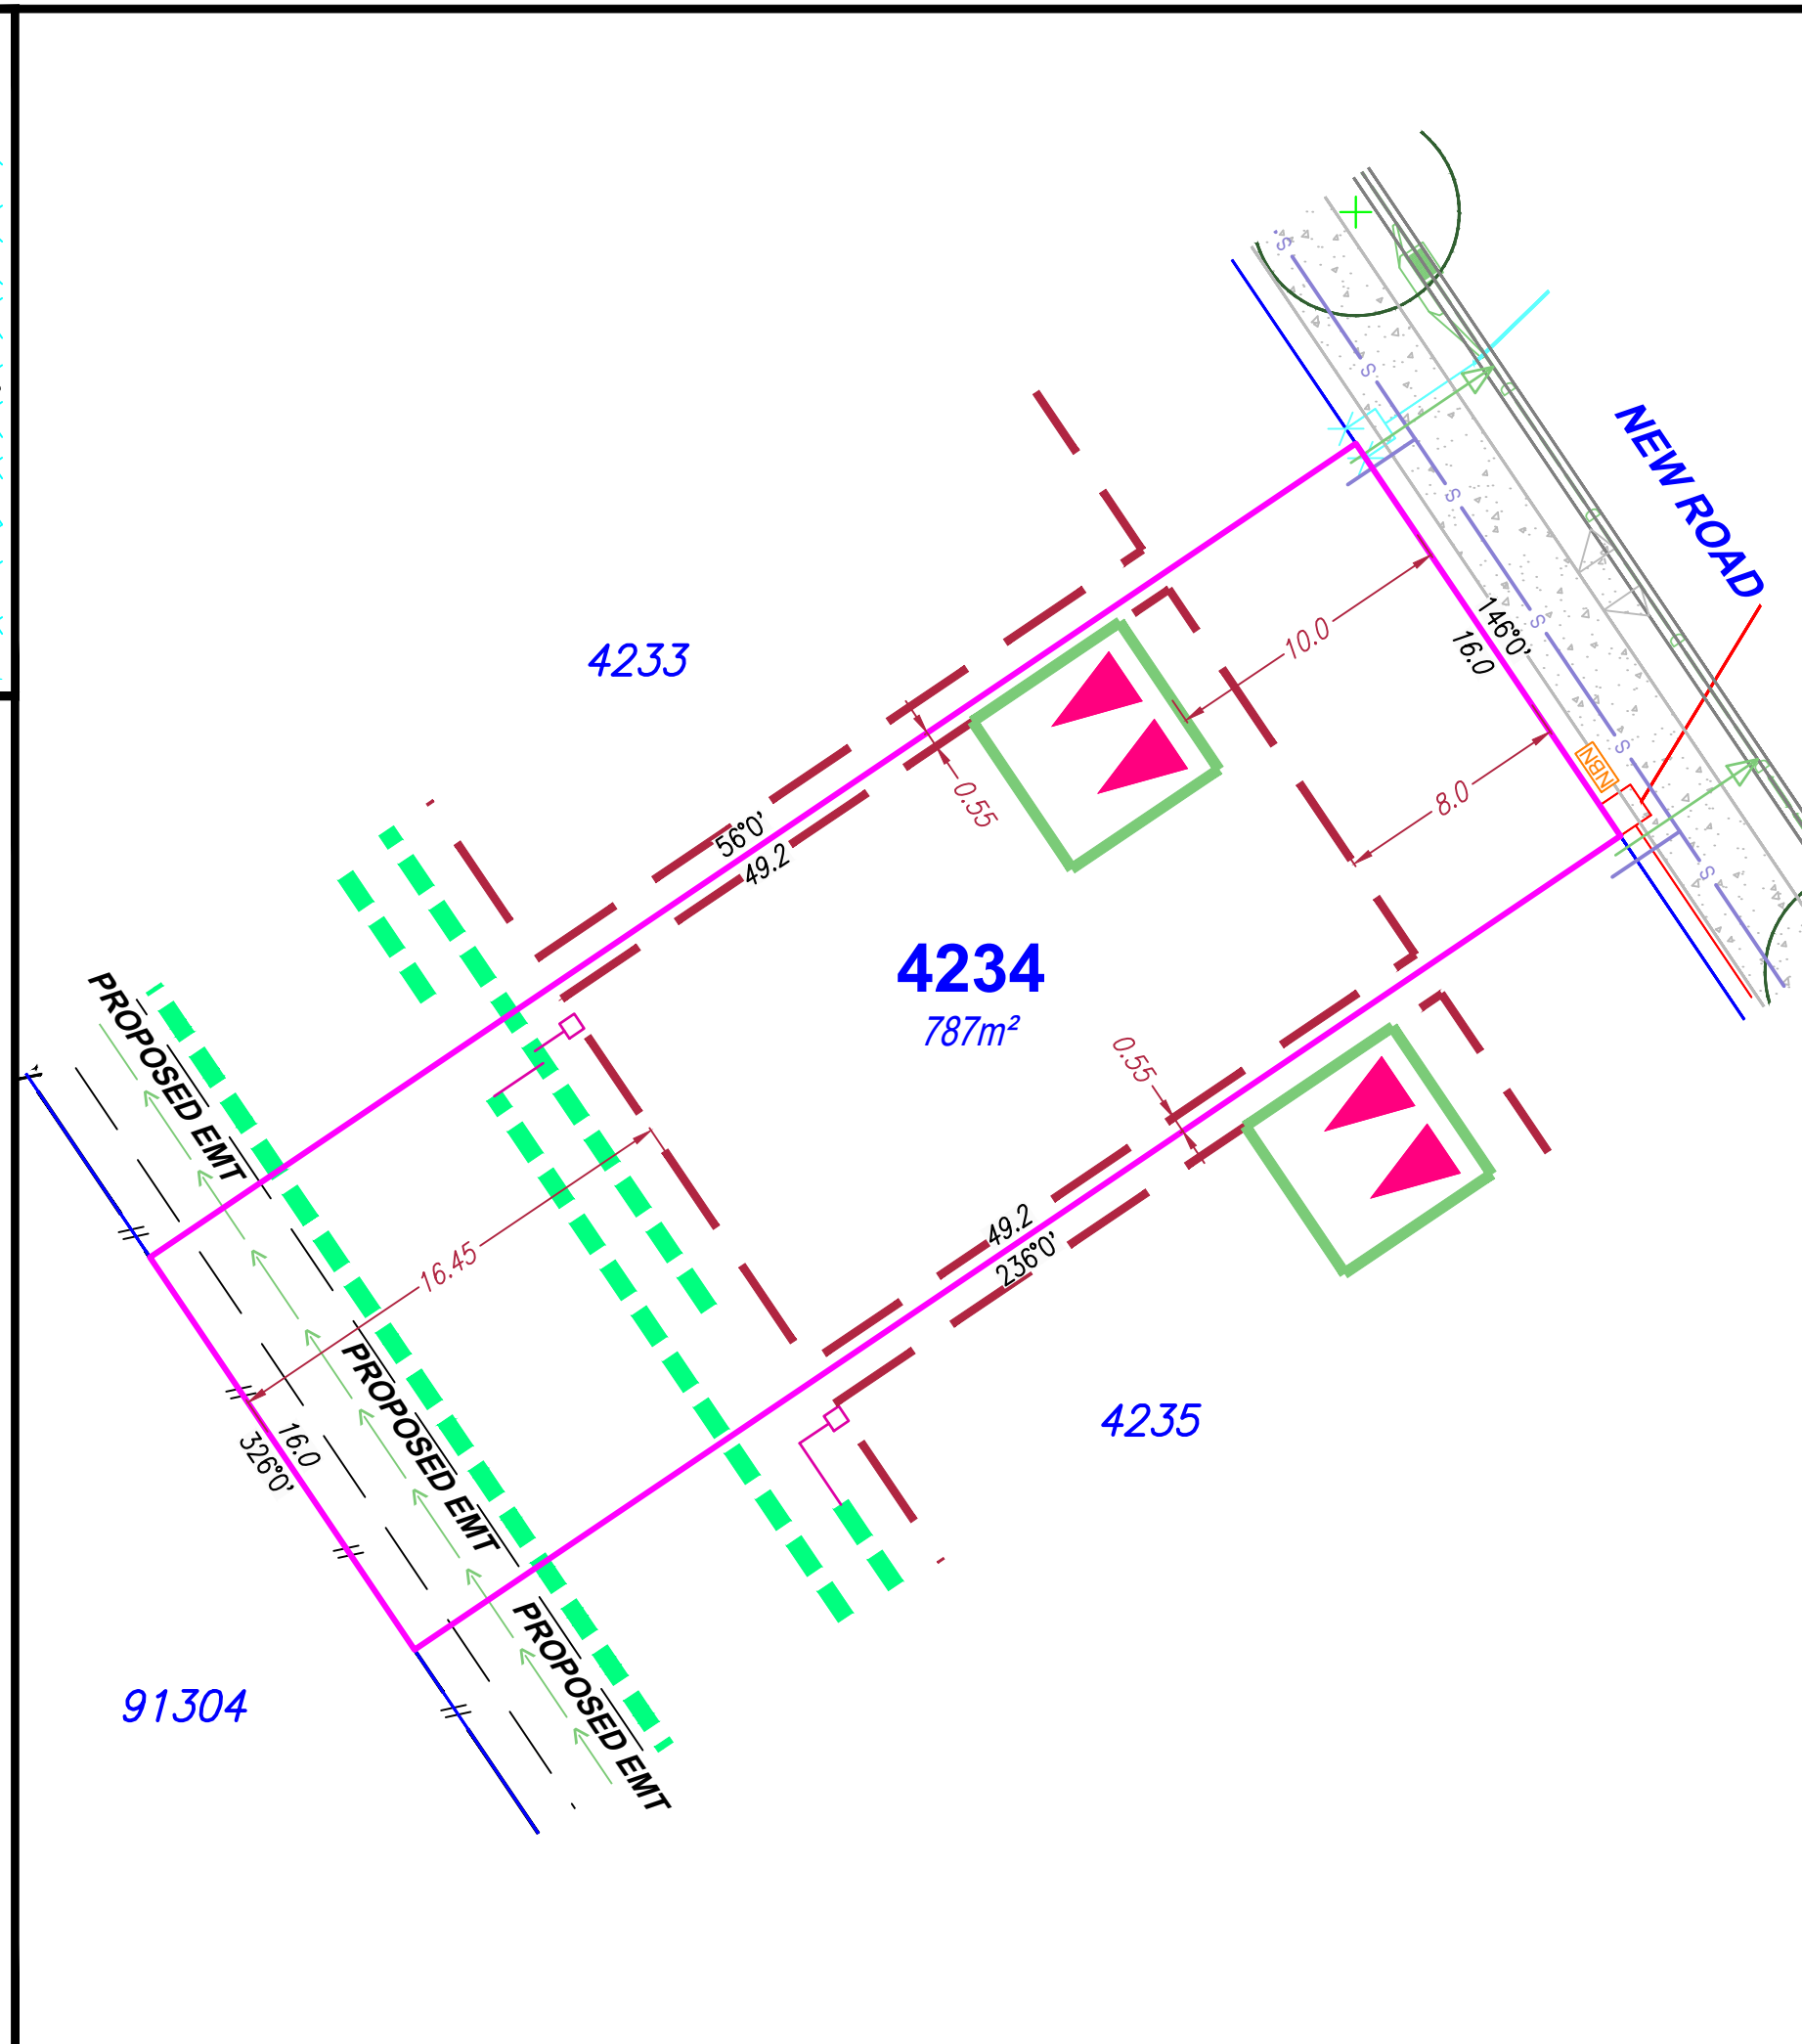 S
S
S
S
S
S
S
NEW ROAD
146°0'
16.0
10.0
4233
8.0
NBN
0.55
56°0'
49.2
4234
787m²
0.55
PROPOSED EMT
49.2
236°0'
16.45
PROPOSED EMT
4235
16.0
326°0'
PROPOSED EMT
91304